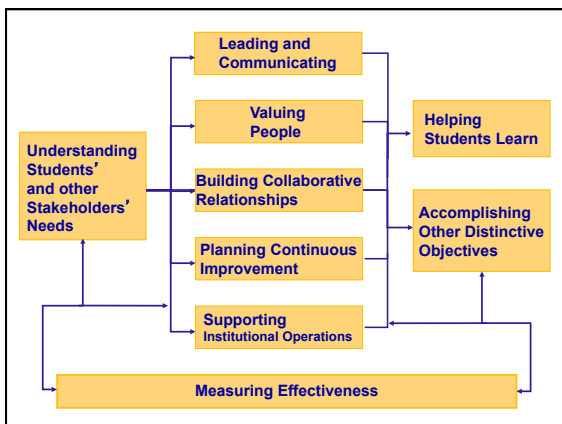 Leading and
Communicating
Valuing
People
Helping
Students Learn
Understanding
Students’
and other
Stakeholders’
Needs
Building Collaborative
Relationships
Accomplishing
Other Distinctive
Objectives
Planning Continuous
Improvement
Supporting
Institutional Operations
Measuring Effectiveness